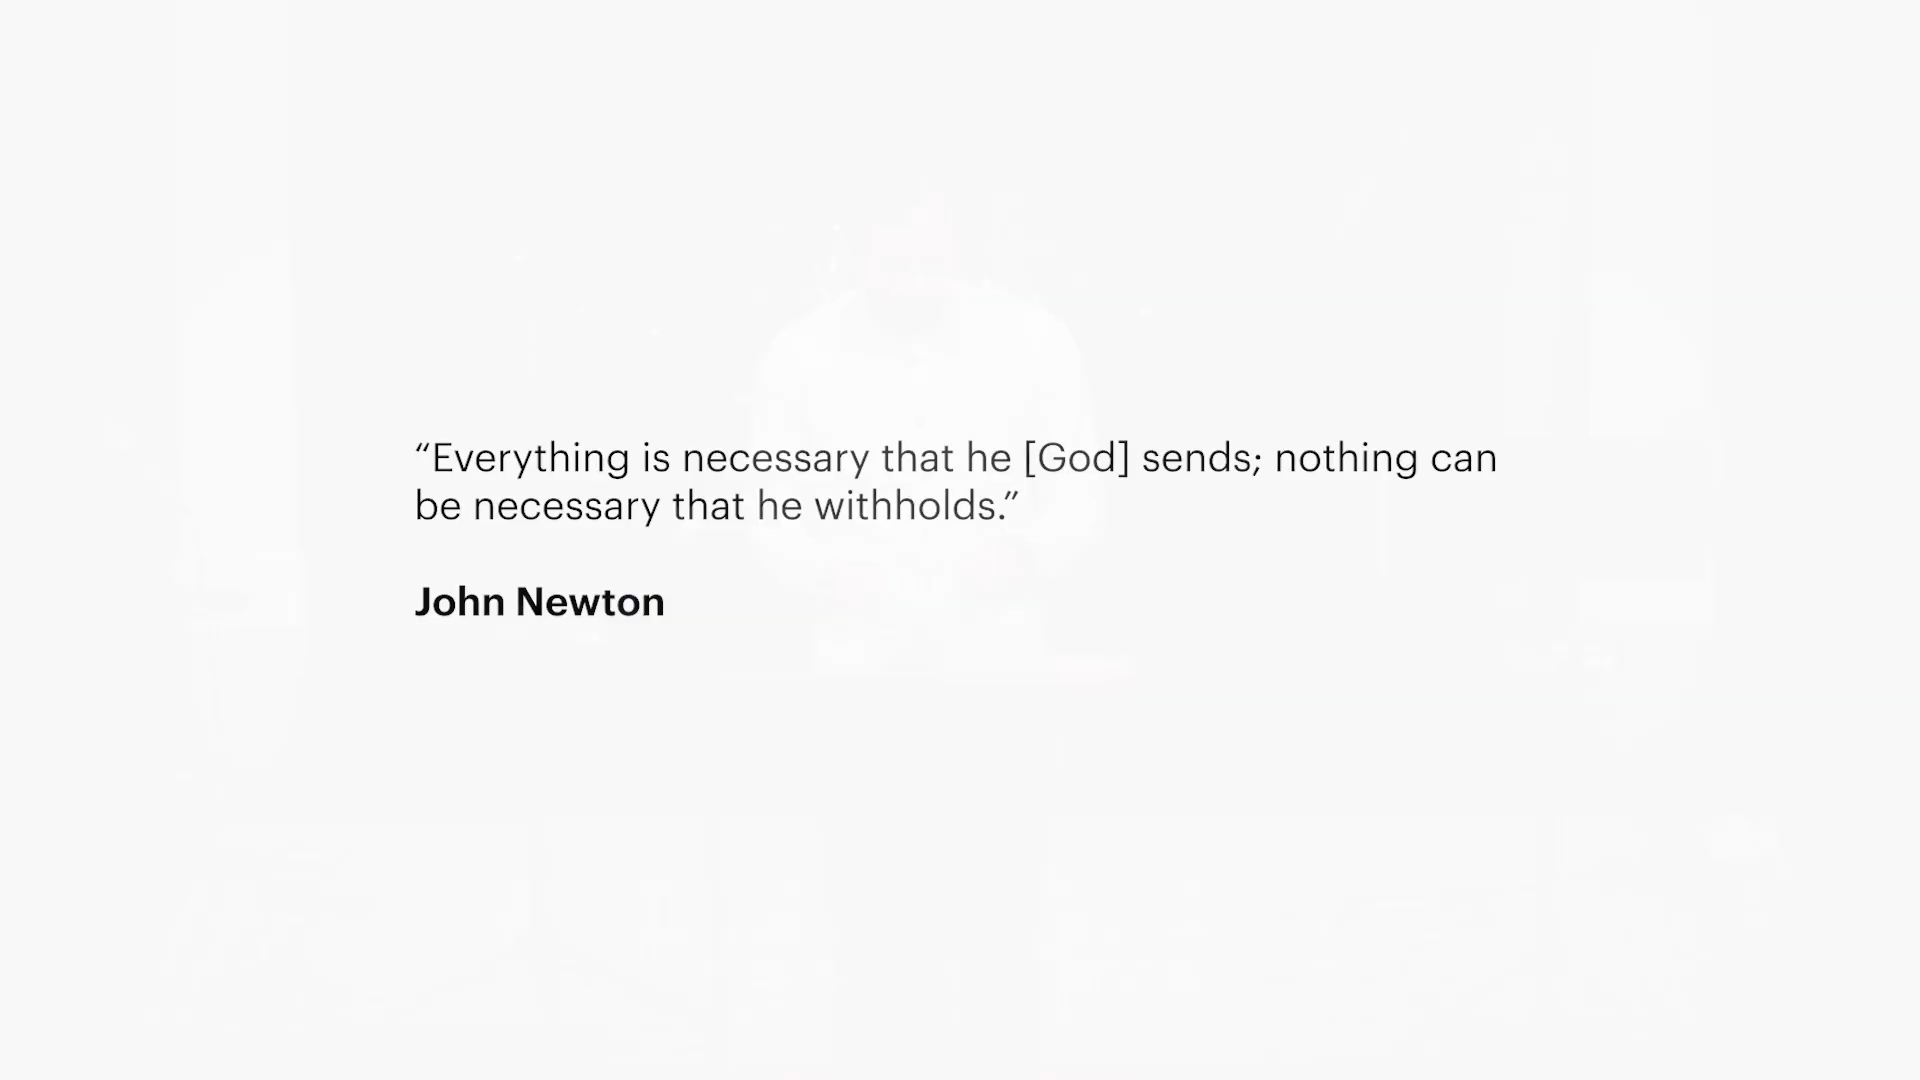 “Everything is necessary that he [God] sends; nothing can
be necessary that he withholds.”
John Newton